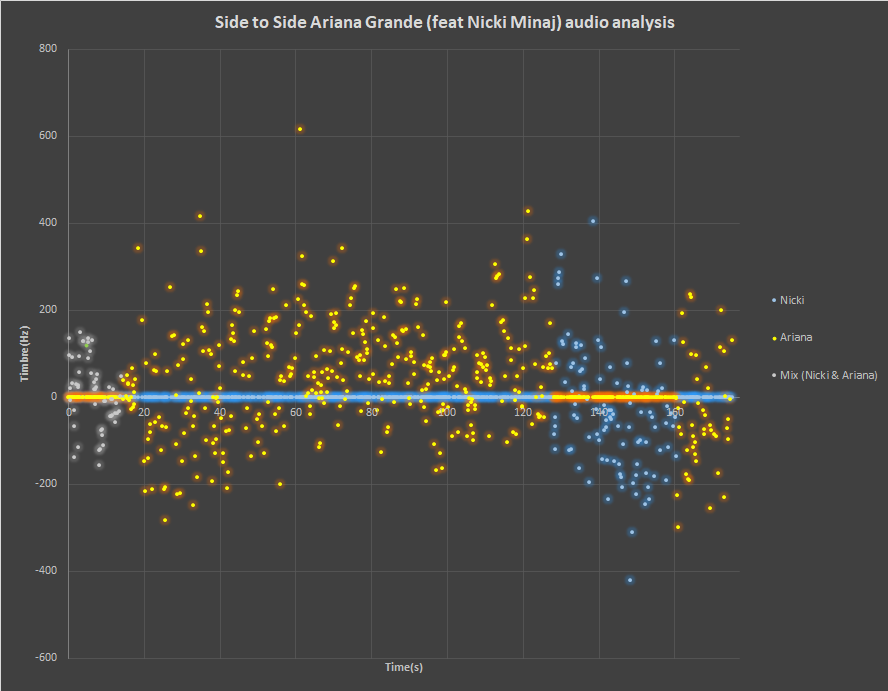 Side to Side Ariana Grande (feat Nicki Minaj) audio analysis
800
600
400
200
0
-200
-400
-600
Timbre(Hz)
0 20 40 60 80 100 120 140 160
Time(s)
Nicki
Ariana
Mix (Nicki & Ariana)